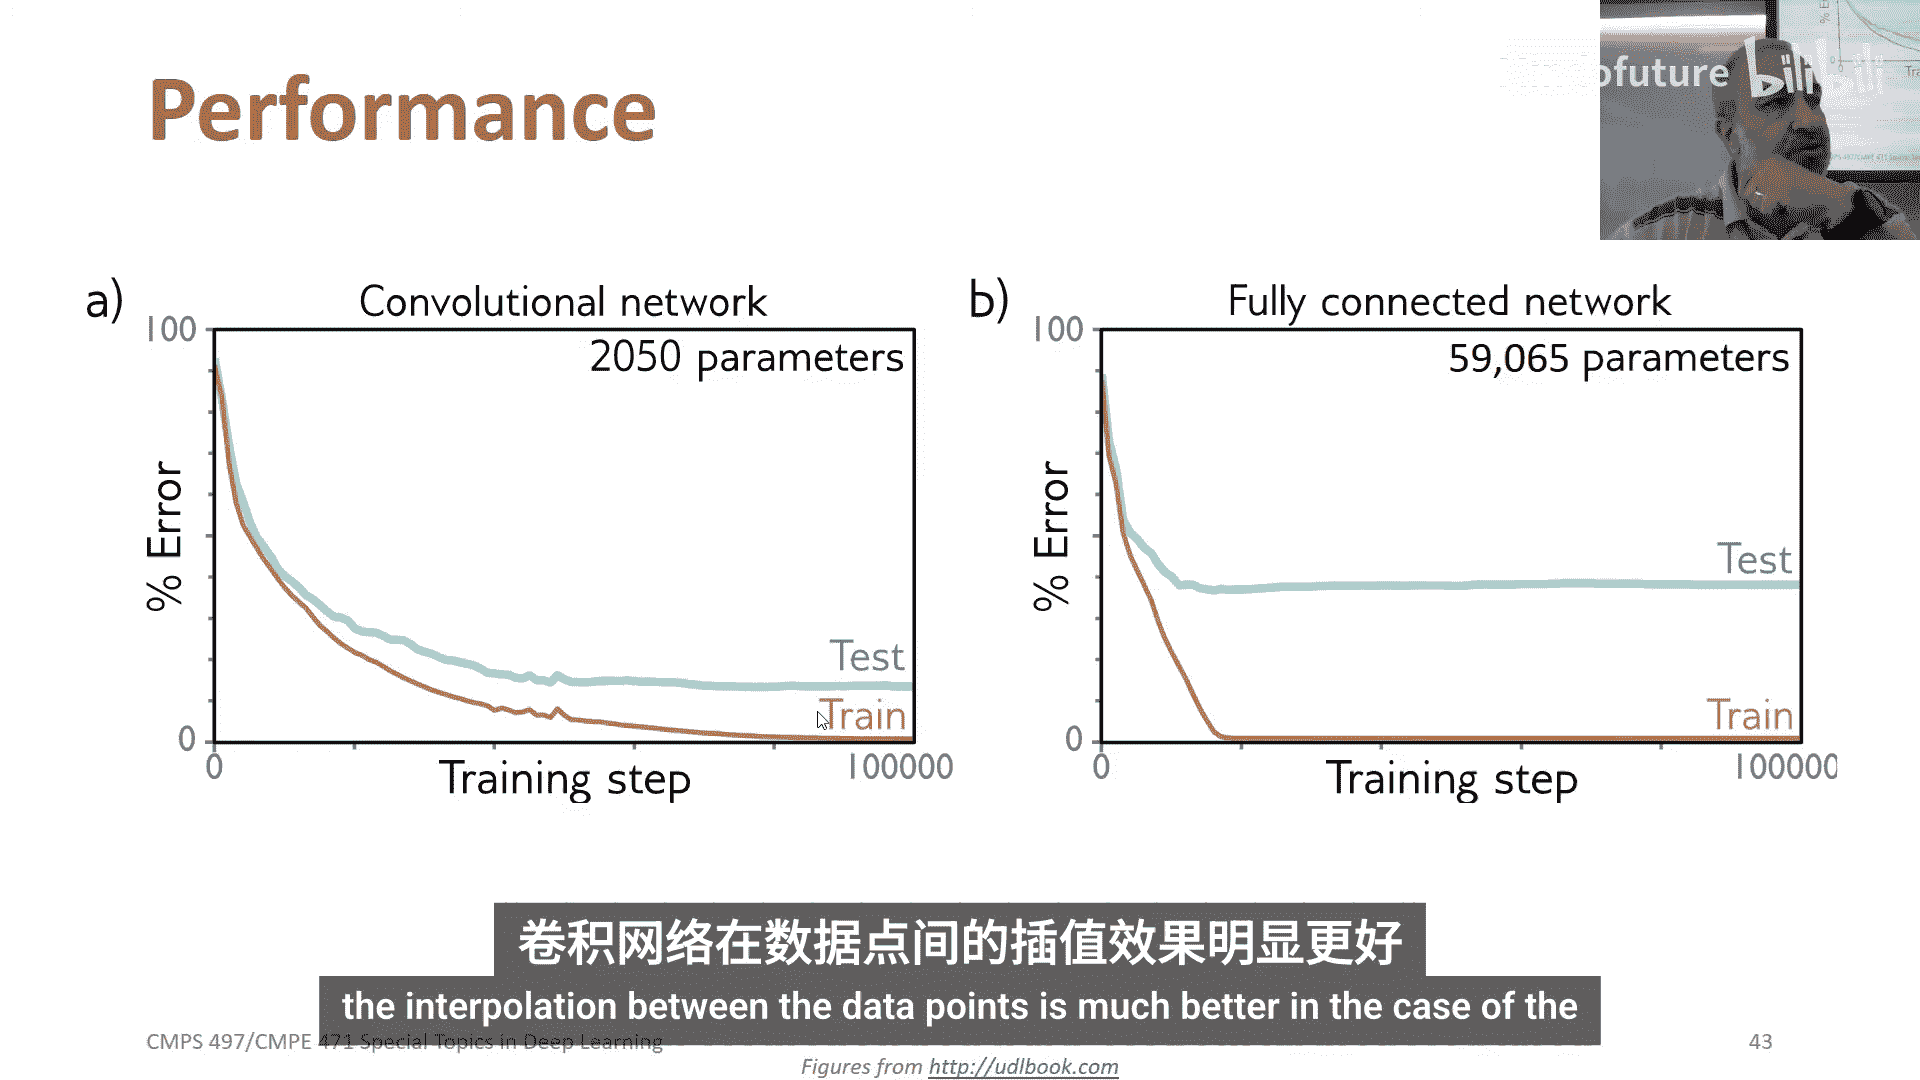 Performance
ofuture bilibili
a)
Convolutional network
100
2050 parameters
% Error
Test
Train
0
0
100000
Training step
b)
Fully connected network
100
59,065 parameters
% Error
Test
Train
0
0
100000
Training step
卷积网络在数据点间的插值效果明显更好
the interpolation between the data points is much better in the case of the
CMPS 497/CMPE 471 Special Topics in Deep Learning
43
Figures from http://udlbook.com